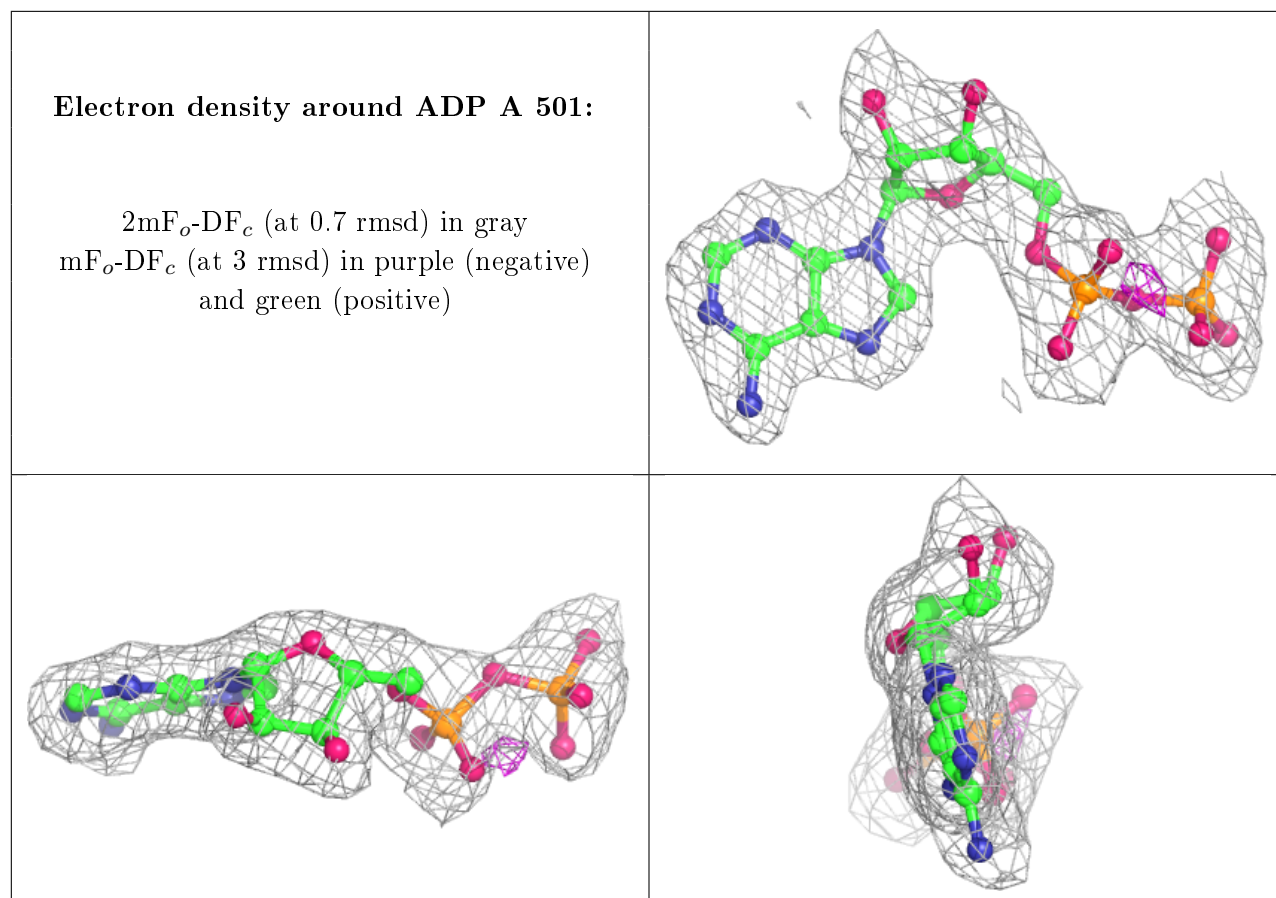 Electron density around ADP A 501:
2mFₒ-DF𝒸 (at 0.7 rmsd) in gray
mFₒ-DF𝒸 (at 3 rmsd) in purple (negative)
and green (positive)